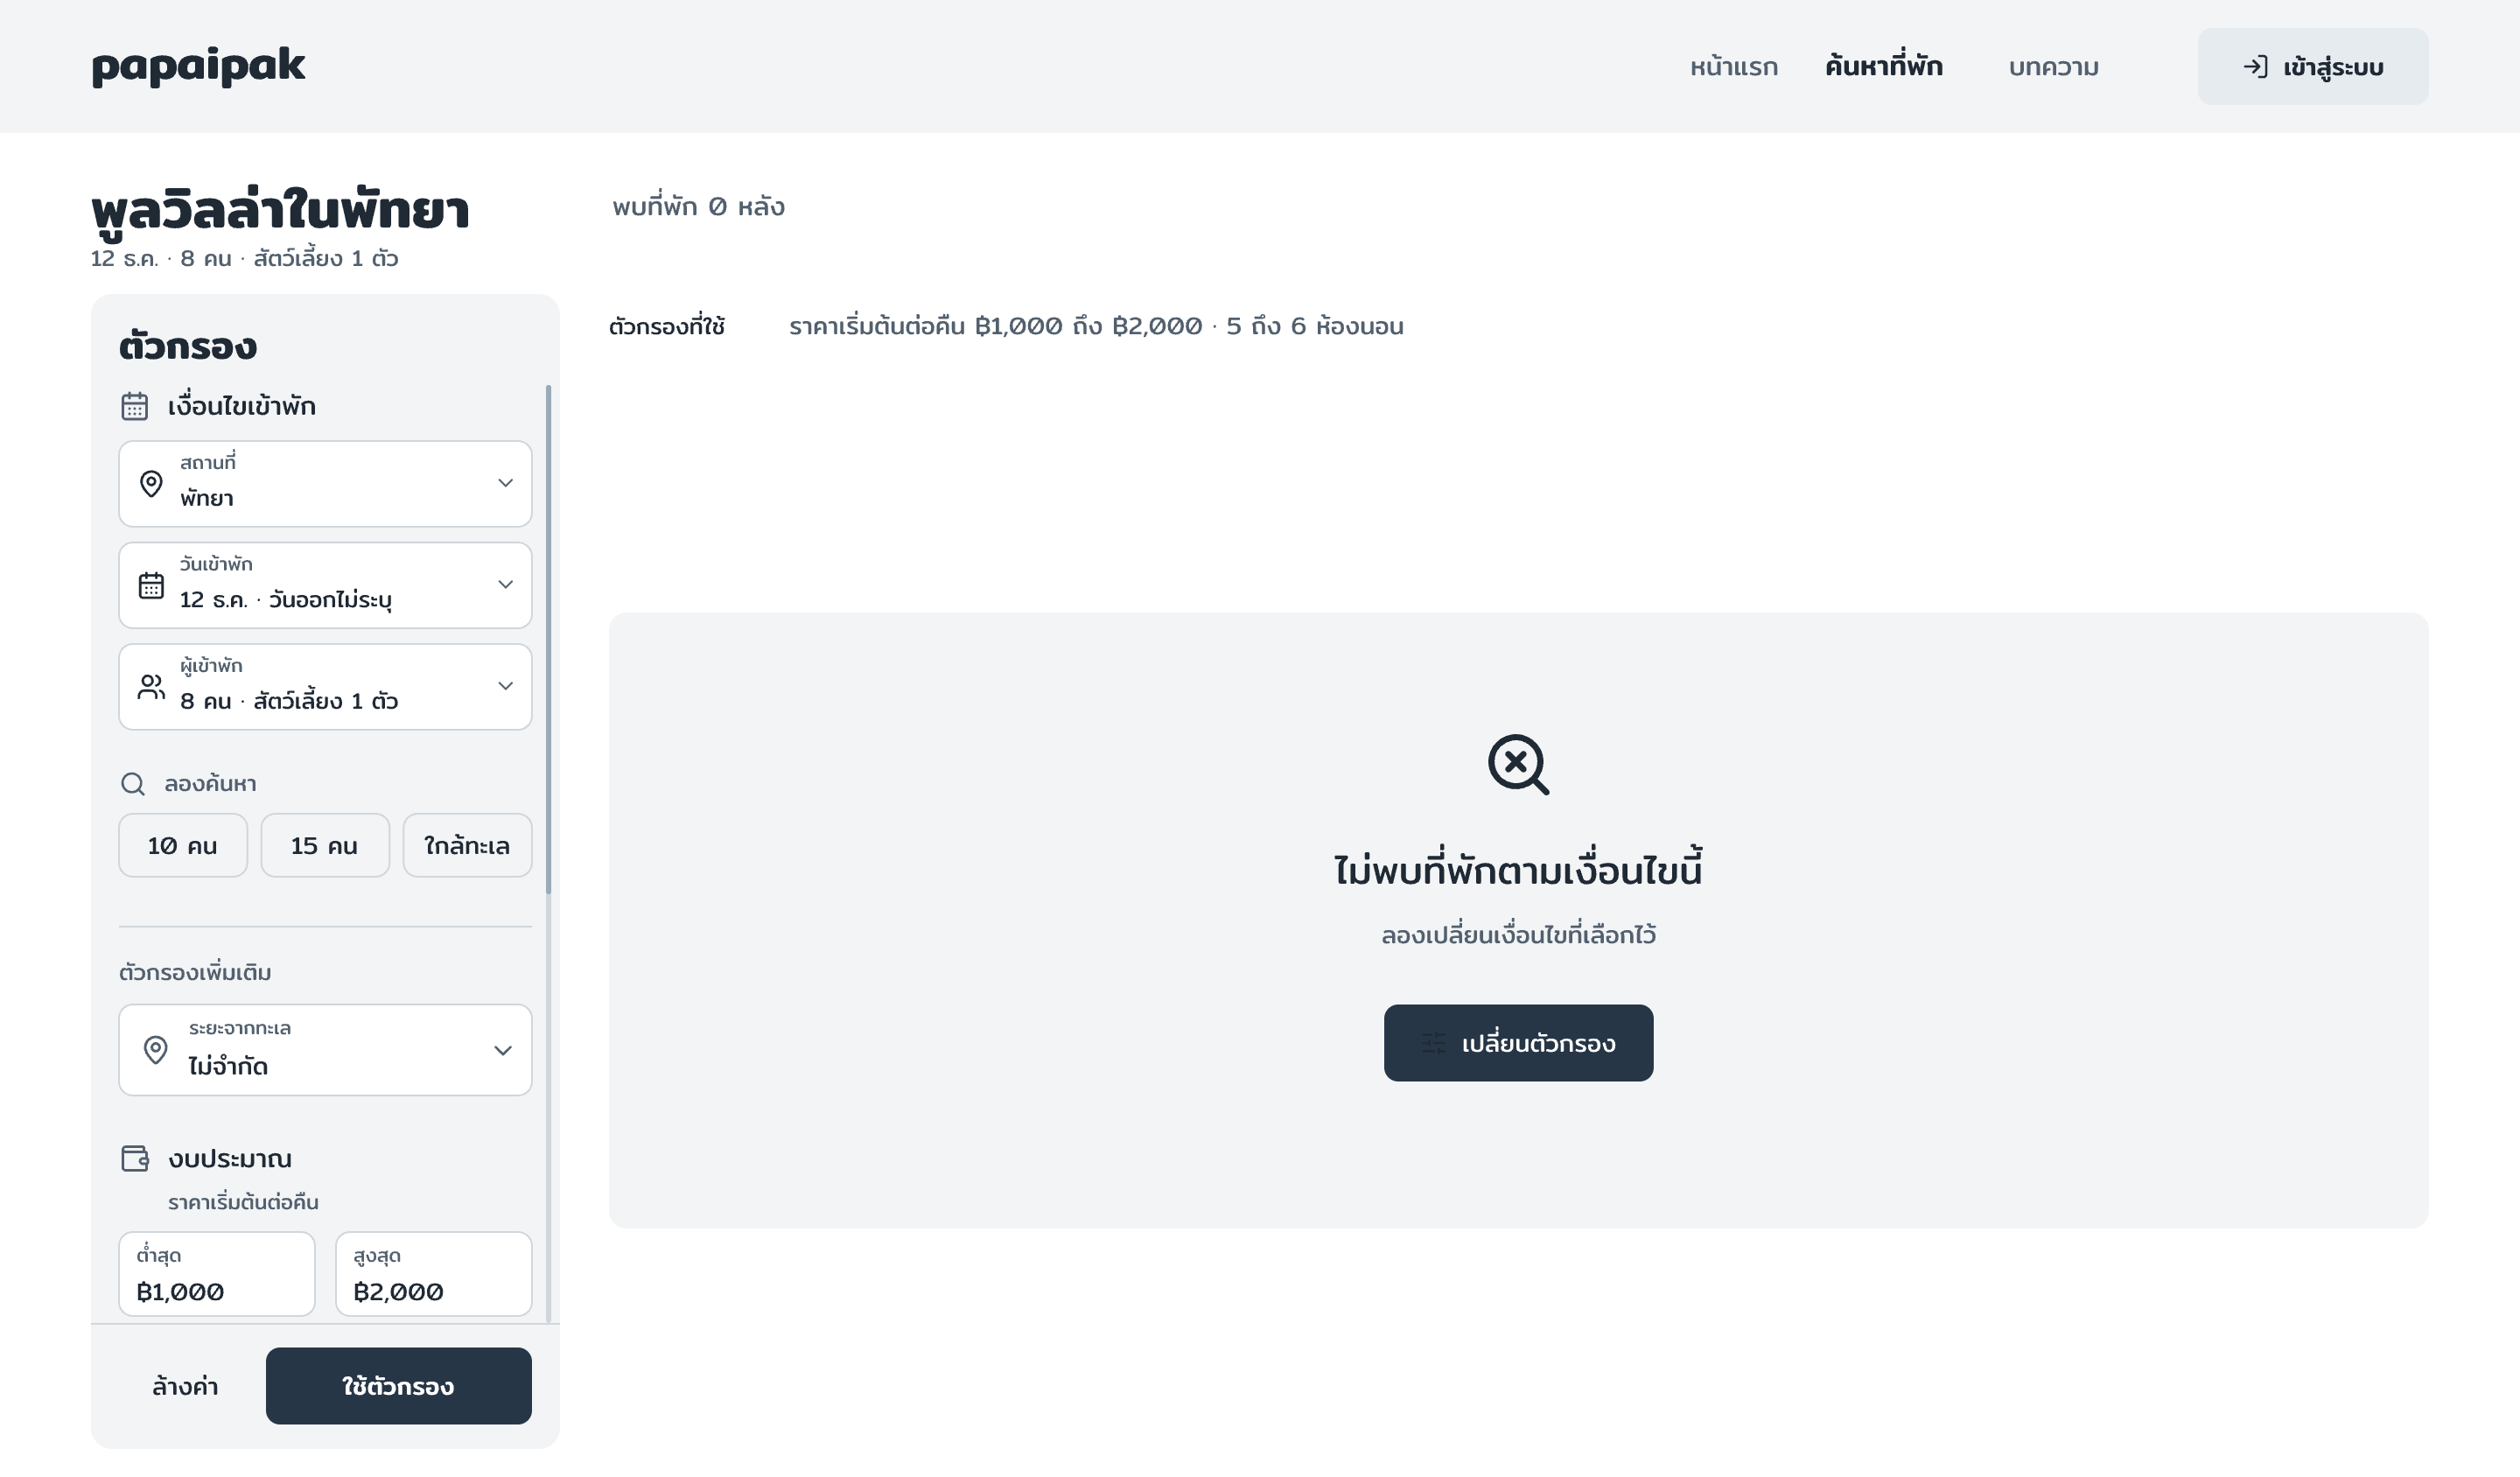 papaipak
หน้าแรก
ค้นหาที่พัก
บทความ
เข้าสู่ระบบ
พูลวิลล่าในพัทยา
12 ธ.ค. · 8 คน · สัตว์เลี้ยง 1 ตัว
พบที่พัก 0 หลัง
ตัวกรองที่ใช้
ราคาเริ่มต้นต่อคืน ฿1,000 ถึง ฿2,000 · 5 ถึง 6 ห้องนอน
ตัวกรอง
เงื่อนไขเข้าพัก
สถานที่
พัทยา
วันเข้าพัก
12 ธ.ค. · วันออกไม่ระบุ
ผู้เข้าพัก
8 คน · สัตว์เลี้ยง 1 ตัว
ลองค้นหา
10 คน
15 คน
ใกล้ทะเล
ตัวกรองเพิ่มเติม
ระยะจากทะเล
ไม่จำกัด
งบประมาณ
ราคาเริ่มต้นต่อคืน
ต่ำสุด
฿1,000
สูงสุด
฿2,000
ล้างค่า
ใช้ตัวกรอง
ไม่พบที่พักตามเงื่อนไขนี้
ลองเปลี่ยนเงื่อนไขที่เลือกไว้
เปลี่ยนตัวกรอง